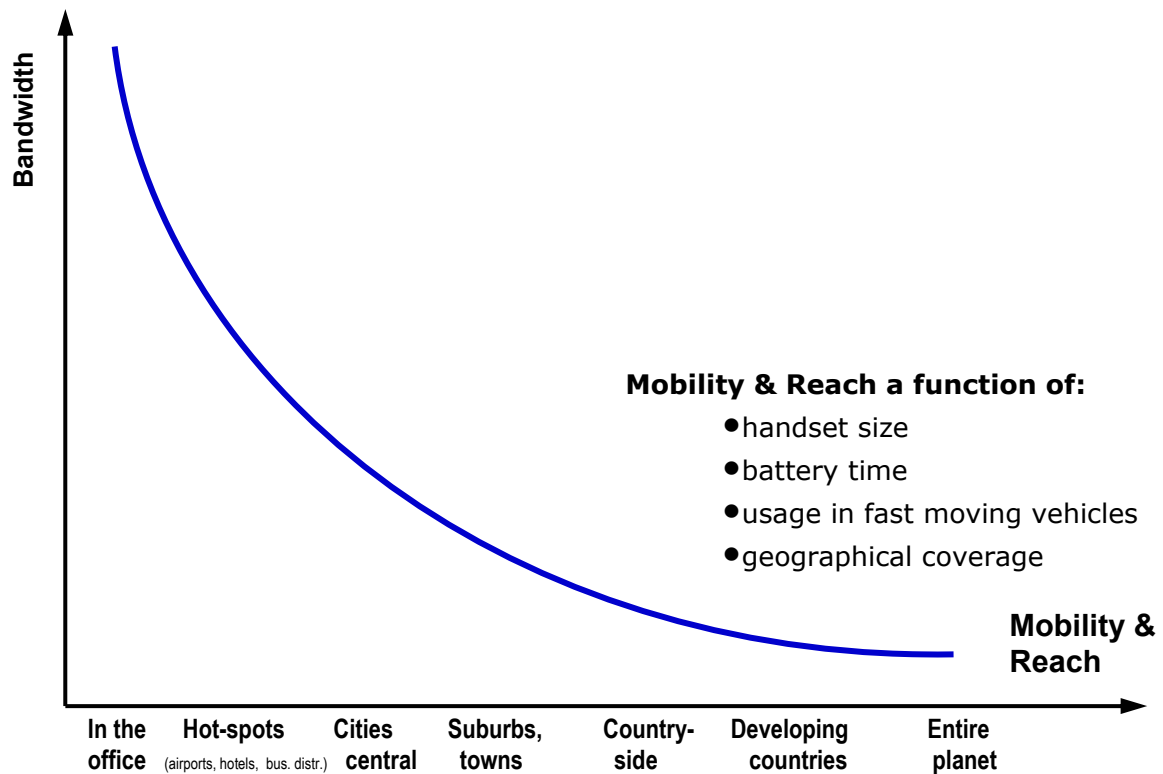 Bandwidth
Mobility & Reach a function of:
●handset size
●battery time
●usage in fast moving vehicles
●geographical coverage
Mobility &
Reach
In the
office
Hot-spots
(airports, hotels, bus. distr.)
Cities
central
Suburbs,
towns
Country-
side
Developing
countries
Entire
planet